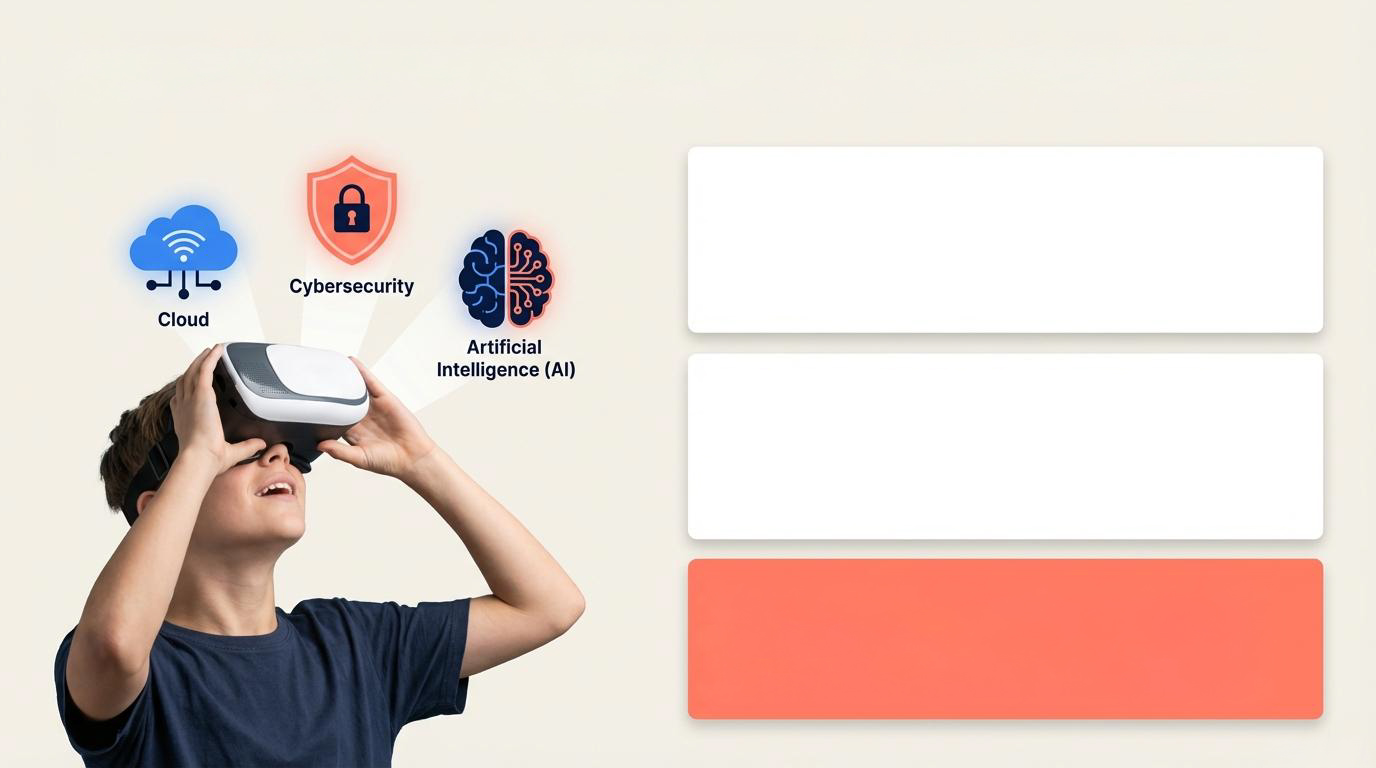 Cloud
Cybersecurity
Artificial
Intelligence (AI)